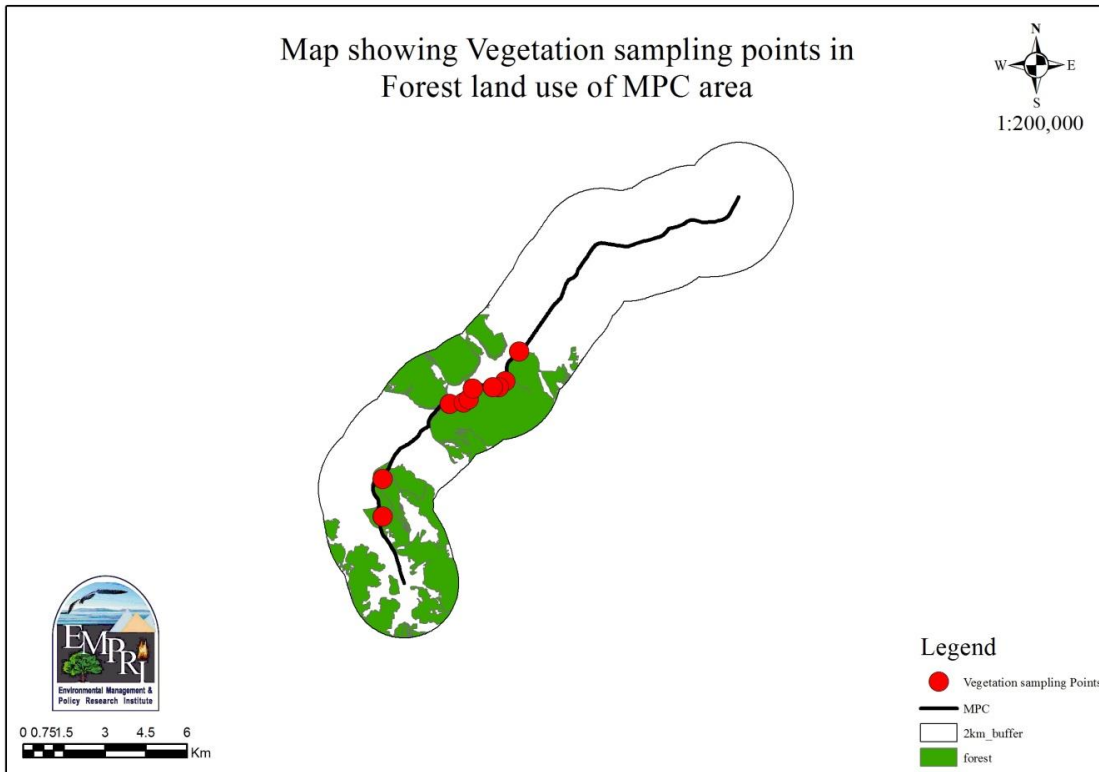 Map showing Vegetation sampling points in
Forest land use of MPC area
N
W E
S
1:200,000
EMPRI
Environmental Management &
Policy Research Institute
0 0.751.5 3 4.5 6
Km
Legend
Vegetation sampling Points
MPC
2km_buffer
forest